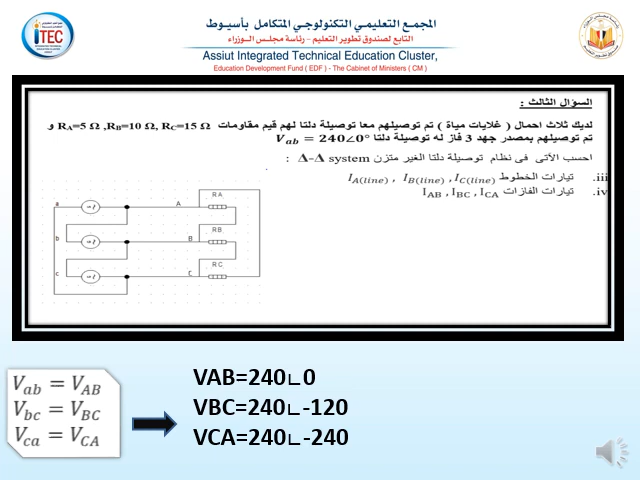 المجمع التعليمي التكنولوجي المتكامل بأسيوط
التابع لصندوق تطوير التعليم - رئاسة مجلس الوزراء
Assiut Integrated Technical Education Cluster,
Education Development Fund ( EDF ) - The Cabinet of Ministers ( CM )
iTEC
السؤال الثالث :
لديك ثلاث احمال ( غلايات مياة ) تم توصيلهم معا توصيلة دلتا لهم قيم مقاومات RA=5 Ω ,RB=10 Ω, RC=15 Ω و
تم توصيلهم بمصدر جهد 3 فاز له توصيلة دلتا Vab = 240∠0°
احسب الآتى فى نظام توصيلة دلتا الغير متزن Δ-Δ system :
iii. تيارات الخطوط IA(line) , IB(line) , IC(line)
iv. تيارات الفازات IAB , IBC , ICA
a A RA
b B RB
c C RC
Vab = VAB
Vbc = VBC
Vca = VCA
VAB=240∟0
VBC=240∟-120
VCA=240∟-240